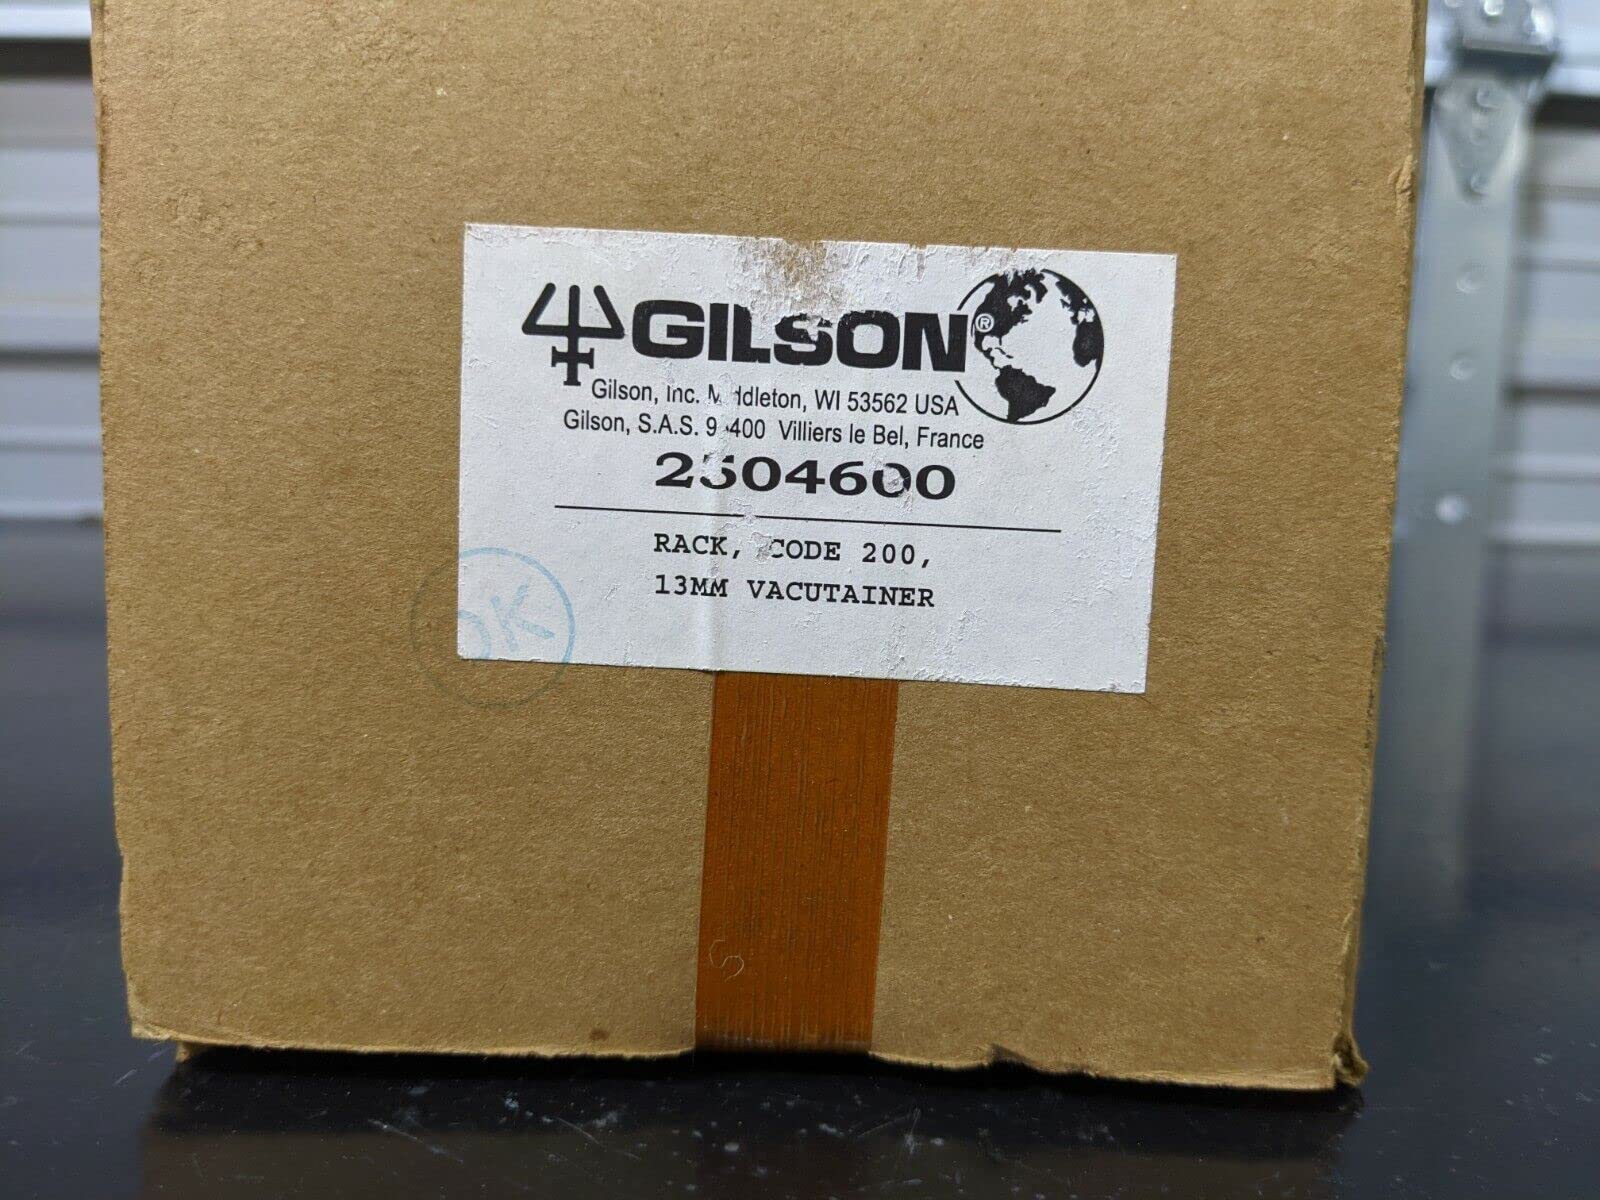 GILSON®
Gilson, Inc. Middleton, WI 53562 USA
Gilson, S.A.S. 400 Villiers le Bel, France
2504600
RACK, CODE 200,
13MM VACUTAINER
OK